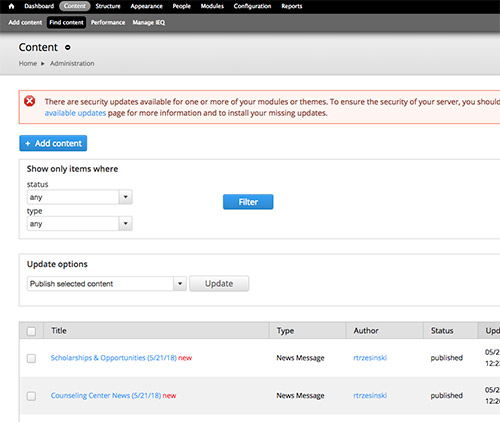 Dashboard Content Structure Appearance People Modules Configuration Reports
Add content Find content Performance Manage IEQ
Content
Home ▸ Administration
There are security updates available for one or more of your modules or themes. To ensure the security of your server, you should
available updates page for more information and to install your missing updates.
+ Add content
Show only items where
status
any
Filter
type
any
Update options
Publish selected content Update
Title Type Author Status Upd
Scholarships & Opportunities (5/21/18) new News Message rtrzesinski published 05/2
12:2
Counseling Center News (5/21/18) new News Message rtrzesinski published 05/2
12:20